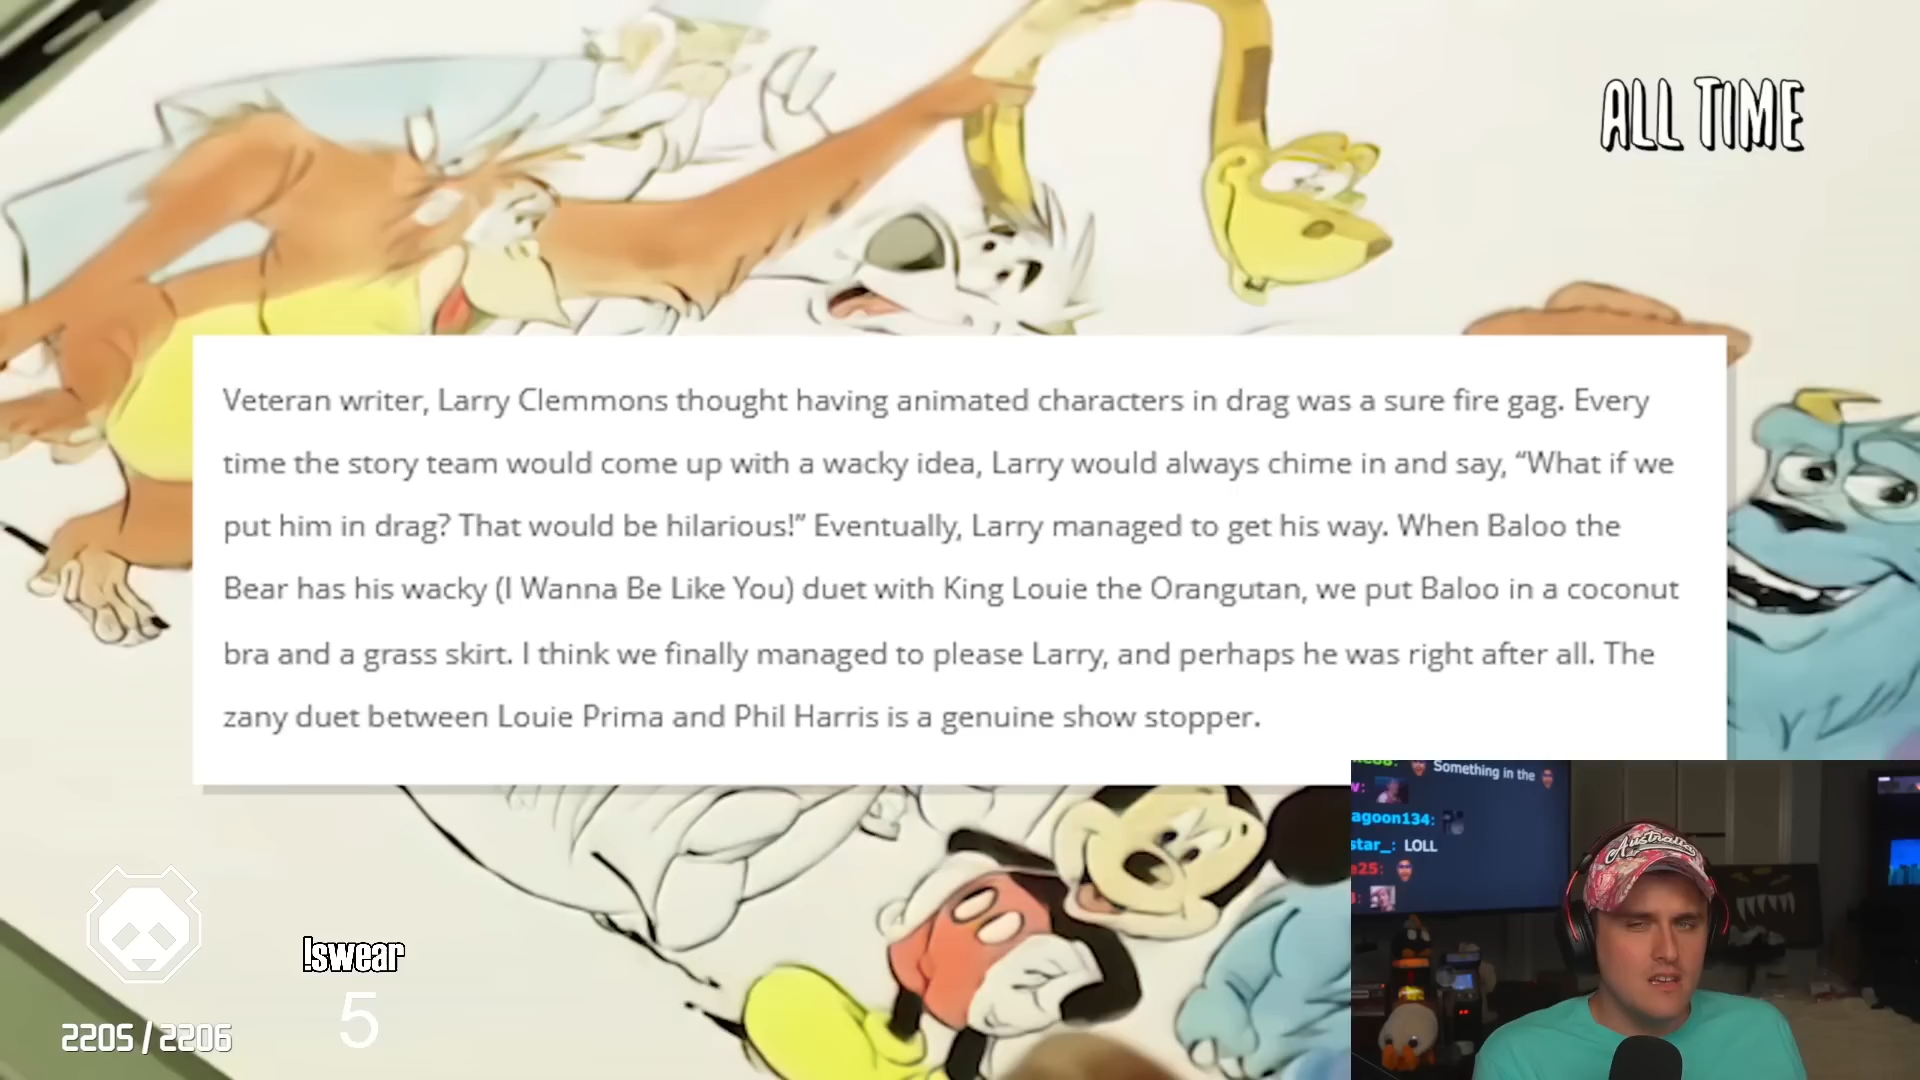 ALL TIME
Veteran writer, Larry Clemmons thought having animated characters in drag was a sure fire gag. Every
time the story team would come up with a wacky idea, Larry would always chime in and say, “What if we
put him in drag? That would be hilarious!” Eventually, Larry managed to get his way. When Baloo the
Bear has his wacky (I Wanna Be Like You) duet with King Louie the Orangutan, we put Baloo in a coconut
bra and a grass skirt. I think we finally managed to please Larry, and perhaps he was right after all. The
zany duet between Louie Prima and Phil Harris is a genuine show stopper.
Something in the
agoon134:
star_: LOLL
25:
Australia
!swear
5
2205 / 2206